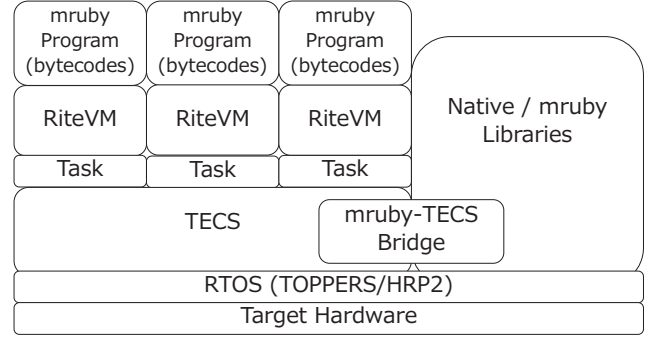 mruby
Program
(bytecodes)
mruby
Program
(bytecodes)
mruby
Program
(bytecodes)
RiteVM
RiteVM
RiteVM
Native / mruby
Libraries
Task
Task
Task
TECS
mruby-TECS
Bridge
RTOS (TOPPERS/HRP2)
Target Hardware